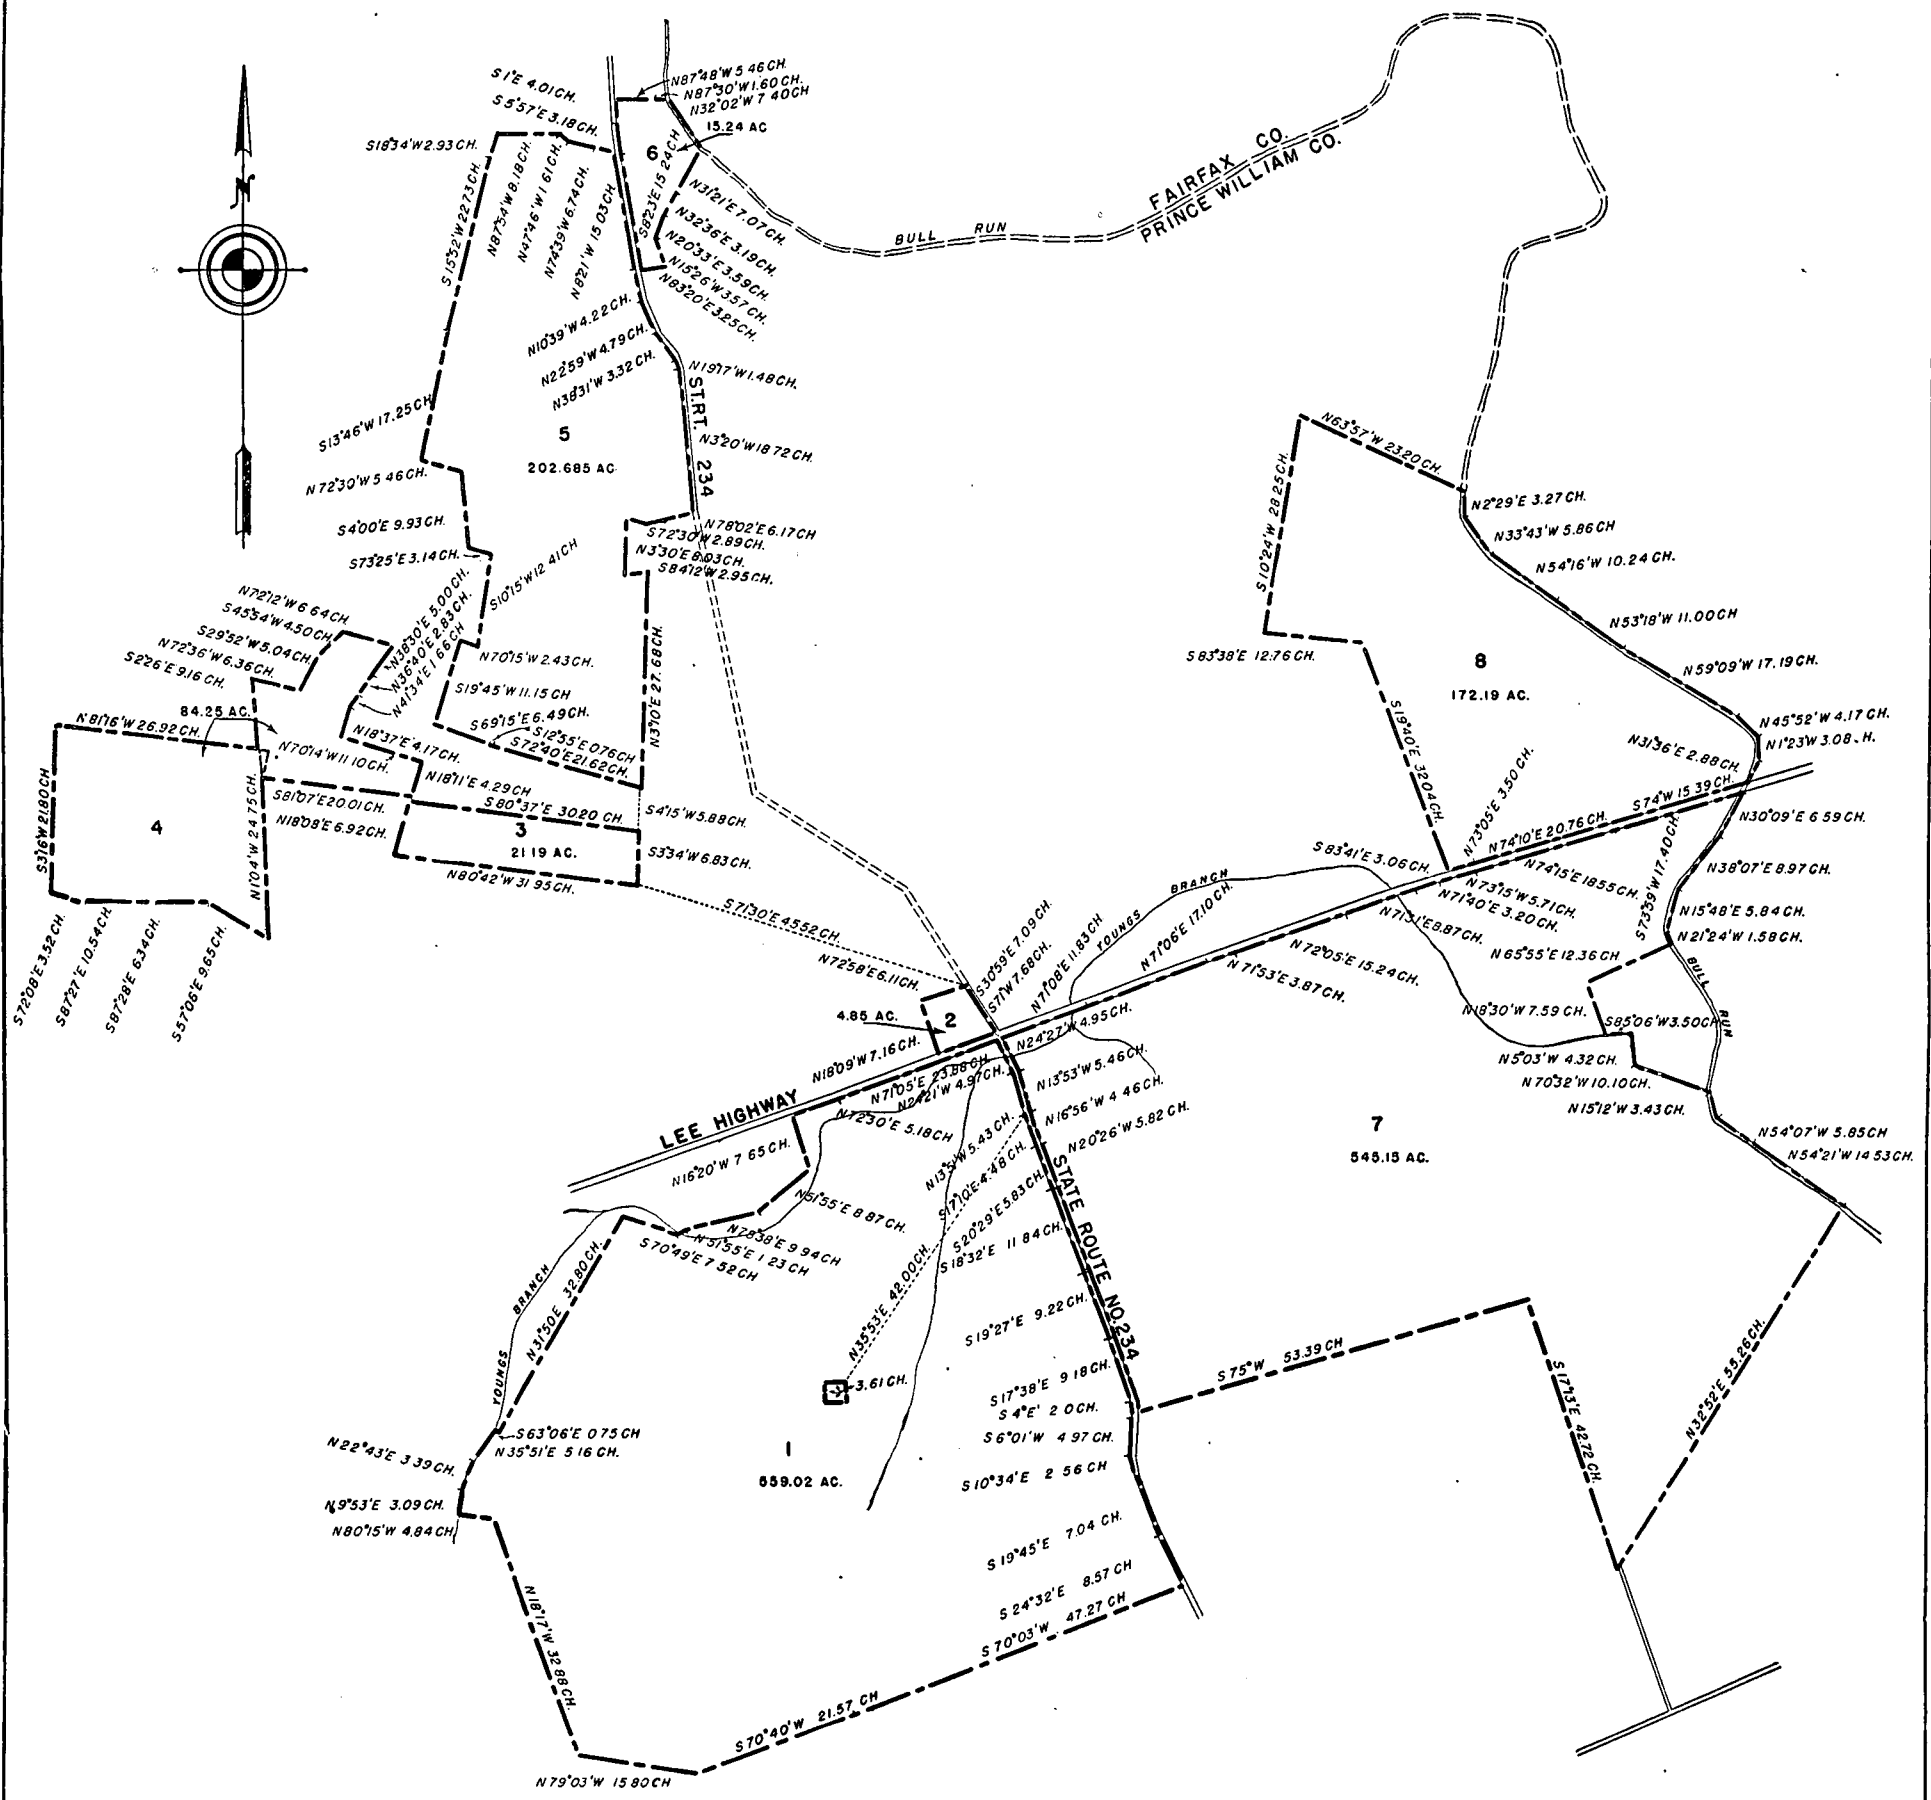 N87°48'W 5 46 CH.
N87°30'W 1.60 CH.
N32°02'W 7 40 CH
15.24 AC
S1°E 4.01 CH.
S5°57'E 3.18 CH.
S18°34'W 2.93 CH.
S15°52'W 22 73 CH.
N87°54'W 8.18 CH.
N47°46'W 1 61 CH.
N74°39'W 6.74 CH.
N8°21'W 15.03 CH
6
S8°23'E 15 24 CH
N31°21'E 7.07 CH.
N32°36'E 3.19 CH.
N20°33'E 3.59 CH.
N15°26'W 3.57 CH.
N83°20'E 3.25 CH.
N
FAIRFAX CO.
PRINCE WILLIAM CO.
BULL RUN
N10°39'W 4.22 CH.
N22°59'W 4.79 CH.
N38°31'W 3.32 CH.
N19°17'W 1.48 CH.
ST. RT. 234
S13°46'W 17.25 CH
5
202.685 AC.
N3°20'W 18 72 CH.
N72°30'W 5 46 CH.
S4°00'E 9.93 CH.
S73°25'E 3.14 CH.
S10°15'W 12 41 CH
N78°02'E 6.17 CH
S72°30'W 2.89 CH.
N3°30'E 8.03 CH.
S84°12'W 2.95 CH.
N63°57'W 23.20 CH.
S10°24'W 28 25 CH.
N2°29'E 3.27 CH.
N33°43'W 5.86 CH
N54°16'W 10.24 CH.
N53°18'W 11.00 CH
N59°09'W 17.19 CH.
S83°38'E 12.76 CH.
8
172.19 AC.
N45°52'W 4.17 CH.
N1°23'W 3.08 . H.
N31°36'E 2.88 CH.
S19°40'E 32 04 CH.
N72°12'W 6 64 CH
S45°54'W 4.50 CH.
S29°52'W 5.04 CH.
N72°36'W 6.36 CH.
S2°26'E 9.16 CH.
N38°30'E 5.00 CH.
N36°40'E 2.83 CH.
N41°34'E 1 66 CH
N70°15'W 2.43 CH.
S19°45'W 11.15 CH
S69°15'E 6.49 CH.
S12°55'E 0.76 CH
S72°40'E 21.62 CH.
N3°10'E 27.68 CH.
84.25 AC.
N81°16'W 26.92 CH.
N70°14'W 11 10 CH.
N18°37'E 4.17 CH.
N18°11'E 4.29 CH
S81°07'E 20.01 CH.
N18°08'E 6.92 CH.
S80°37'E 30.20 CH.
3
21 19 AC.
N80°42'W 31 95 CH.
S4°15'W 5.88 CH.
S3°34'W 6.83 CH.
S3°16'W 21.80 CH
4
N1°04'W 24 75 CH.
S72°08'E 3.52 CH.
S87°27'E 10.54 CH.
S87°28'E 6.34 CH.
S57°06'E 9.65 CH.
S71°30'E 45.52 CH.
N73°05'E 3.50 CH.
N74°10'E 20.76 CH.
S74°W 15 39 CH.
S83°41'E 3.06 CH.
N74°15'E 18 55 CH.
N73°15'W 5.71 CH.
N71°40'E 3.20 CH.
S73°59'W 17.40 CH.
N30°09'E 6 59 CH.
N38°07'E 8.97 CH.
N15°48'E 5.84 CH.
N21°24'W 1.58 CH.
YOUNGS BRANCH
N71°06'E 17.10 CH.
N71°31'E 8.87 CH.
N72°05'E 15.24 CH.
N71°53'E 3.87 CH.
N65°55'E 12.36 CH.
BULL RUN
N18°30'W 7.59 CH.
S85°06'W 3.50 CH
N5°03'W 4.32 CH.
N70°32'W 10.10 CH.
N15°12'W 3.43 CH.
N54°07'W 5.85 CH
N54°21'W 14 53 CH.
N72°58'E 6.11 CH.
S30°59'E 7.09 CH.
S71°W 7.68 CH.
N71°08'E 11.83 CH
4.85 AC.
2
N18°09'W 7.16 CH.
LEE HIGHWAY
N71°05'E 23.88 CH.
N24°21'W 4.97 CH.
N72°30'E 5.18 CH
N24°27'W 4.95 CH.
N13°53'W 5.46 CH.
N16°56'W 4 46 CH.
N20°26'W 5.82 CH.
N13°51'W 5.43 CH.
S17°10'E 4.48 CH.
S20°29'E 5.83 CH.
S18°32'E 11 84 CH.
7
545.15 AC.
STATE ROUTE NO. 234
N16°20'W 7 65 CH.
N51°55'E 8 87 CH.
N78°38'E 9 94 CH
N51°55'E 1 23 CH
S70°49'E 7 52 CH
YOUNGS BRANCH
N31°50'E 32.80 CH.
N35°53'E 42.00 CH.
3.61 CH.
S19°27'E 9.22 CH.
S17°38'E 9 18 CH.
S4°E' 2 0 CH.
S6°01'W 4 97 CH.
S10°34'E 2 56 CH
S75°W 53.39 CH
S17°13'E 42.72 CH.
N32°52'E 55.26 CH.
S63°06'E 0 75 CH
N35°51'E 5 16 CH.
N22°43'E 3 39 CH.
N9°53'E 3.09 CH.
N80°15'W 4.84 CH
1
559.02 AC.
S19°45'E 7.04 CH.
S24°32'E 8.57 CH
S70°03'W 47.27 CH
N18°17'W 32 88 CH.
S70°40'W 21.57 CH
N79°03'W 15 80 CH